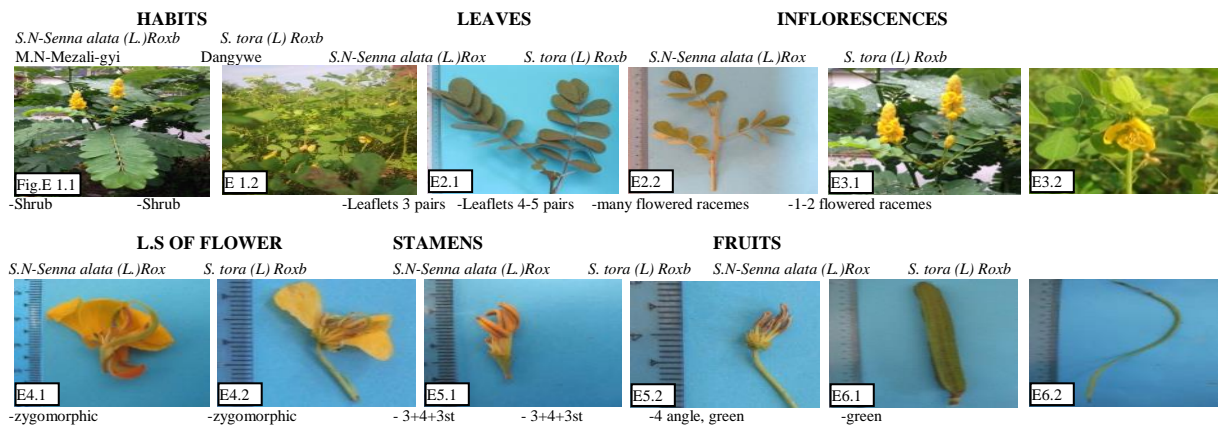 HABITS LEAVES INFLORESCENCES
S.N-Senna alata (L.)Roxb S. tora (L) Roxb
M.N-Mezali-gyi Dangywe S.N-Senna alata (L.)Rox S. tora (L) Roxb S.N-Senna alata (L.)Rox S. tora (L) Roxb
Fig.E 1.1 E 1.2 E2.1 E2.2 E3.1 E3.2
-Shrub -Shrub -Leaflets 3 pairs -Leaflets 4-5 pairs -many flowered racemes -1-2 flowered racemes
L.S OF FLOWER STAMENS FRUITS
S.N-Senna alata (L.)Rox S. tora (L) Roxb S.N-Senna alata (L.)Rox S. tora (L) Roxb S.N-Senna alata (L.)Rox S. tora (L) Roxb
E4.1 E4.2 E5.1 E5.2 E6.1 E6.2
-zygomorphic -zygomorphic - 3+4+3st - 3+4+3st -4 angle, green -green